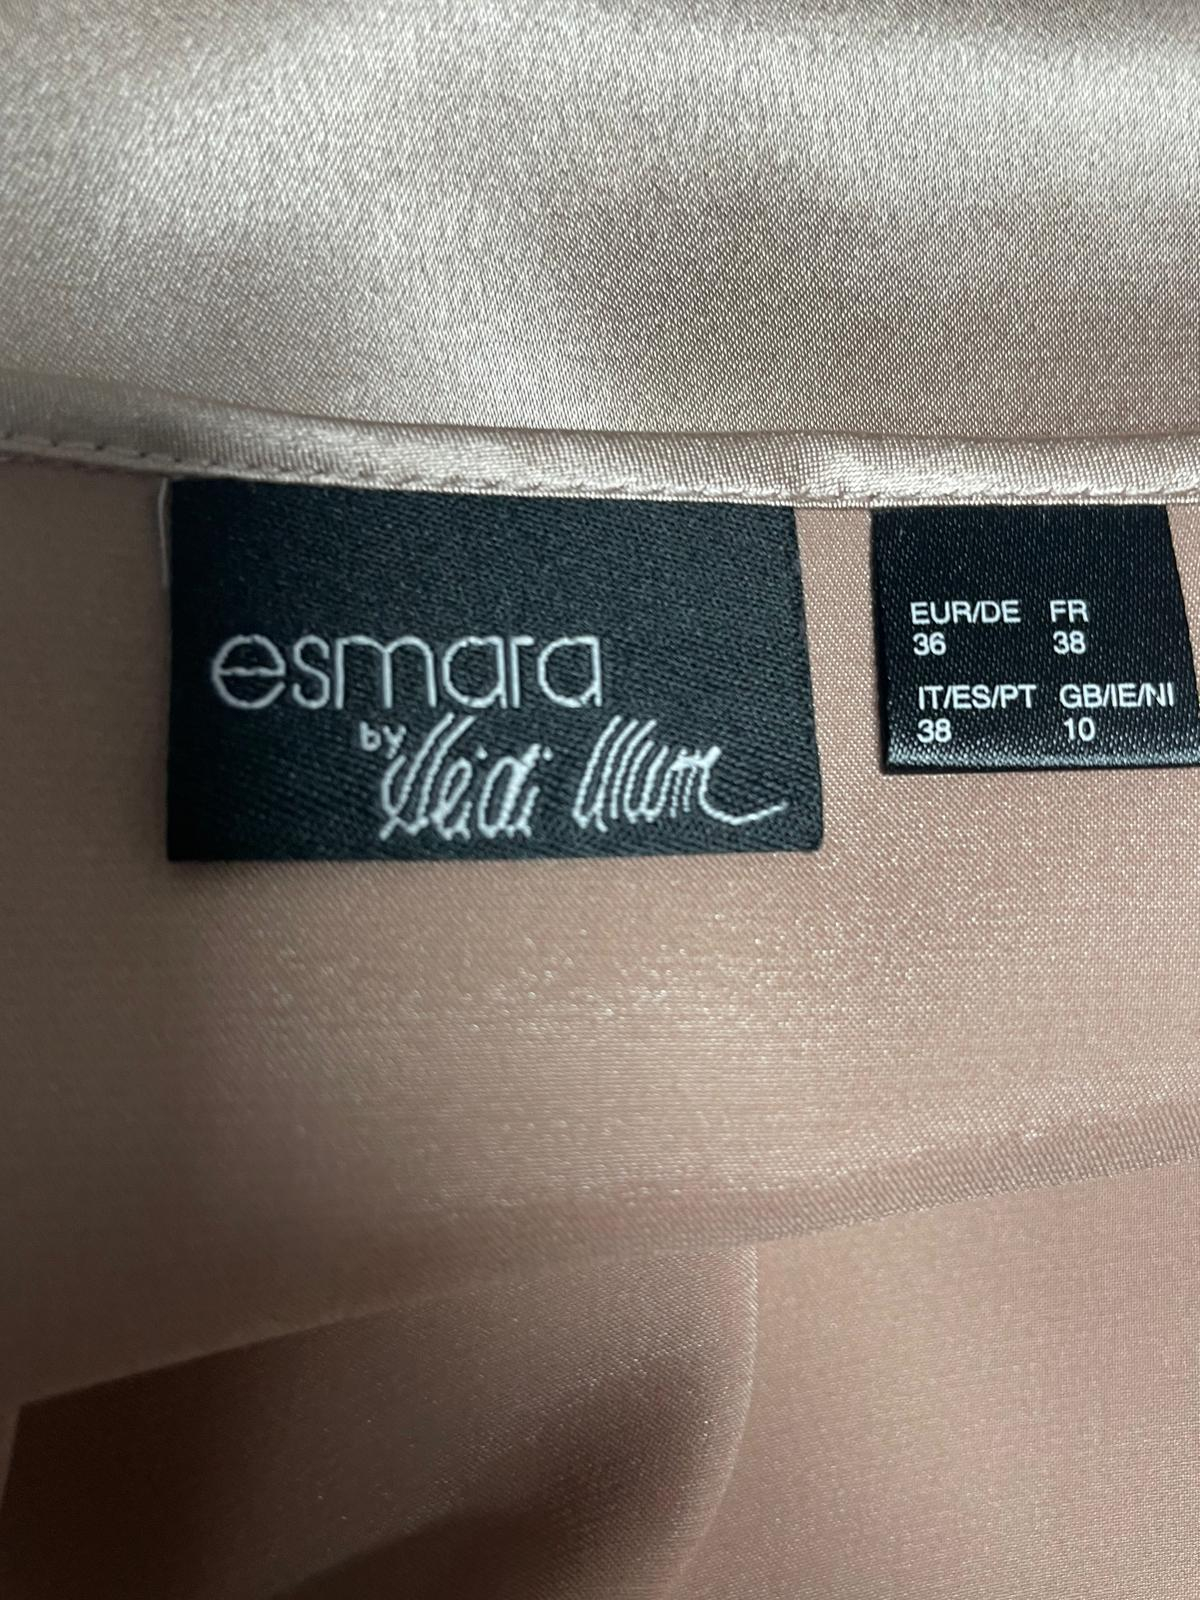 esmara
by Heidi Klum
EUR/DE FR
36 38
IT/ES/PT GB/IE/NI
38 10